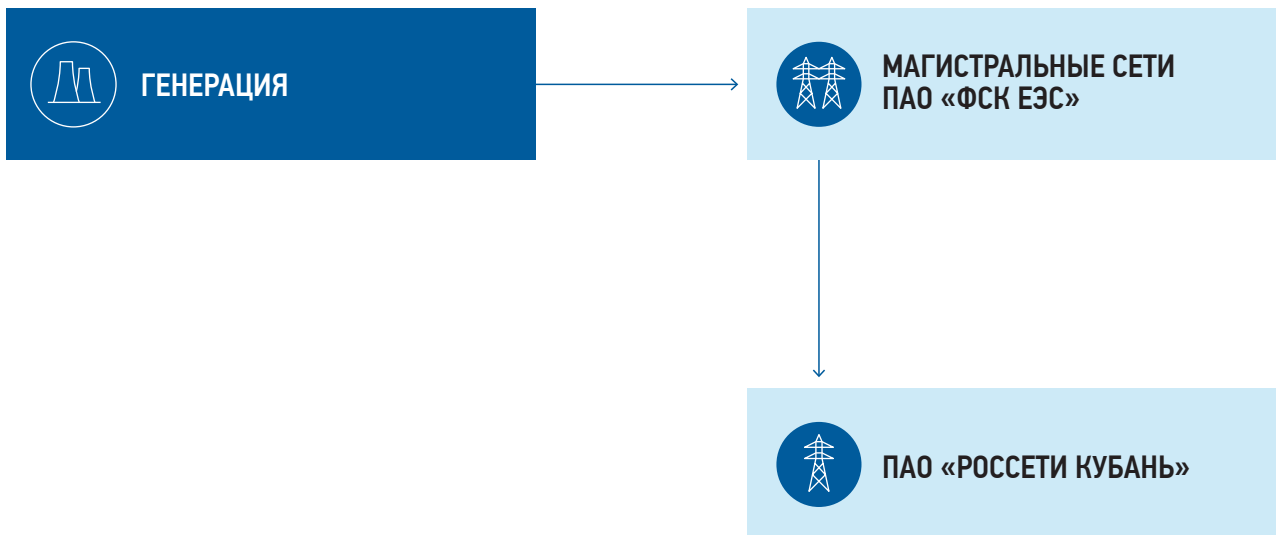 ГЕНЕРАЦИЯ
МАГИСТРАЛЬНЫЕ СЕТИ
ПАО «ФСК ЕЭС»
ПАО «РОССЕТИ КУБАНЬ»